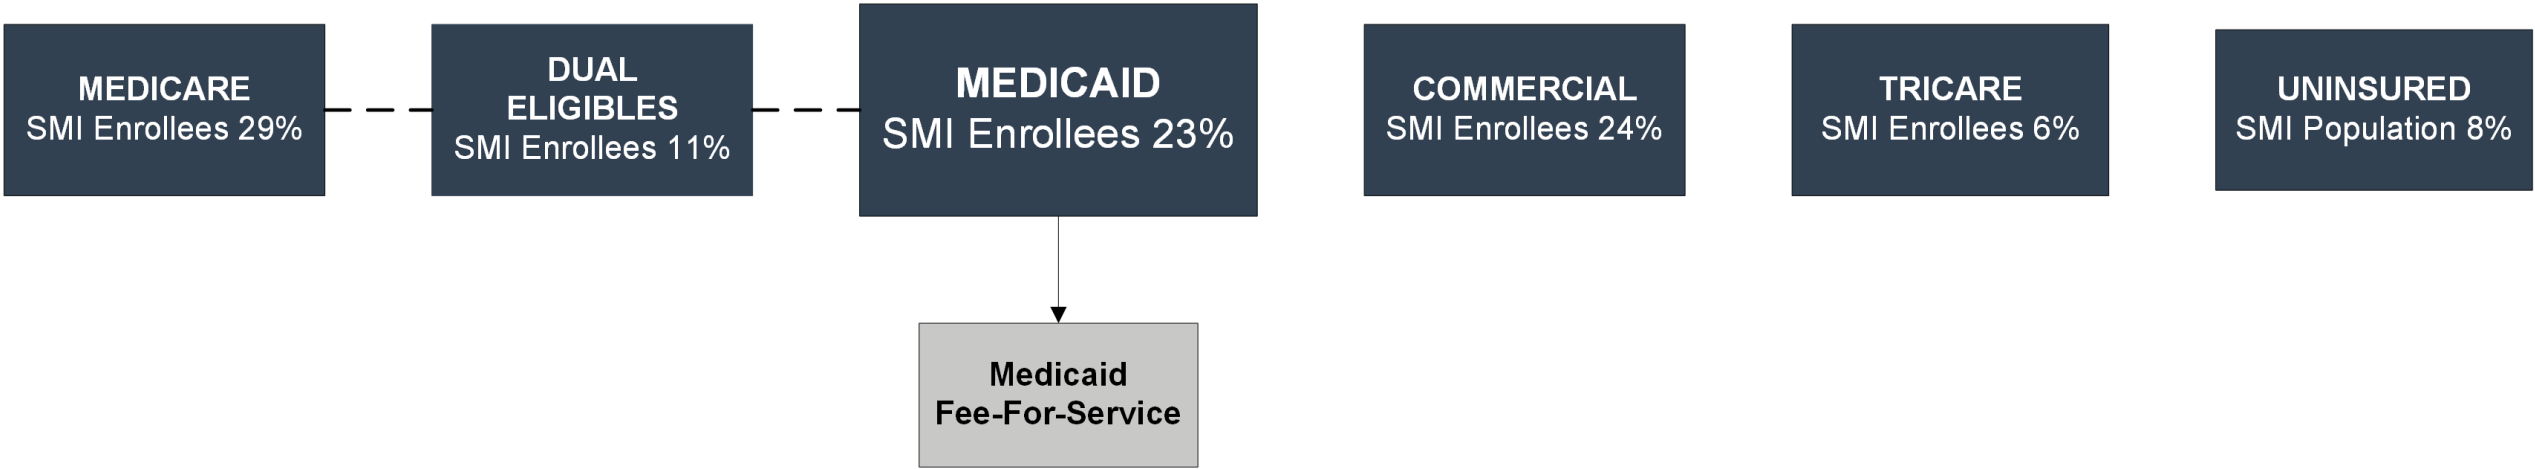 MEDICARE
SMI Enrollees 29%
DUAL
ELIGIBLES
SMI Enrollees 11%
MEDICAID
SMI Enrollees 23%
COMMERCIAL
SMI Enrollees 24%
TRICARE
SMI Enrollees 6%
UNINSURED
SMI Population 8%
Medicaid
Fee-For-Service